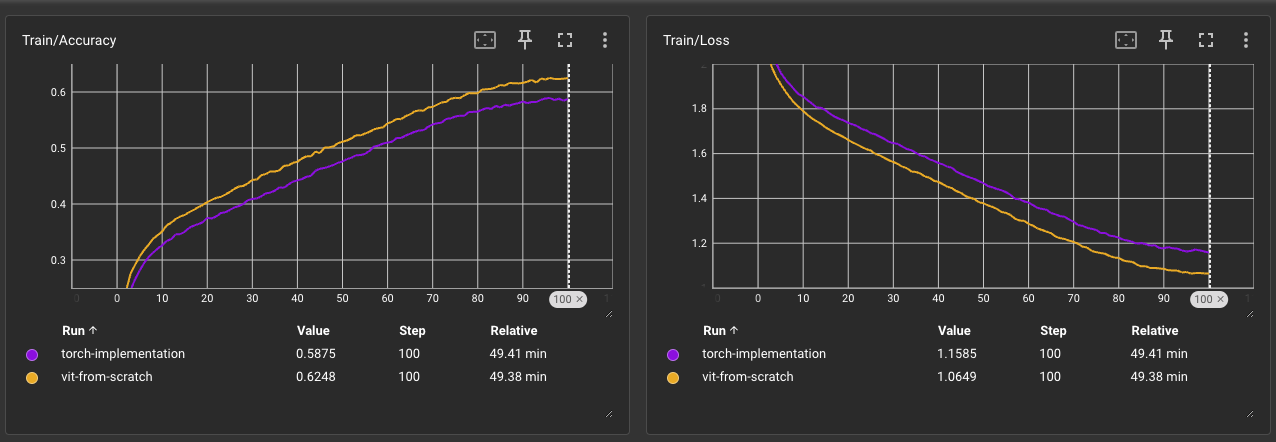 Train/Accuracy
0.6
0.5
0.4
0.3
0 0 10 20 30 40 50 60 70 80 90 100 × 1
Run ↑ Value Step Relative
torch-implementation 0.5875 100 49.41 min
vit-from-scratch 0.6248 100 49.38 min
Train/Loss
1.8
1.6
1.4
1.2
0 0 10 20 30 40 50 60 70 80 90 100 × 1
Run ↑ Value Step Relative
torch-implementation 1.1585 100 49.41 min
vit-from-scratch 1.0649 100 49.38 min